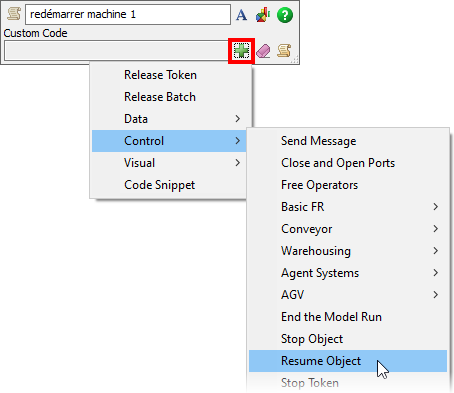 redémarrer machine 1
A
?
Custom Code
Release Token
Release Batch
Data
Control
Visual
Code Snippet
Send Message
Close and Open Ports
Free Operators
Basic FR
Conveyor
Warehousing
Agent Systems
AGV
End the Model Run
Stop Object
Resume Object
Stop Token